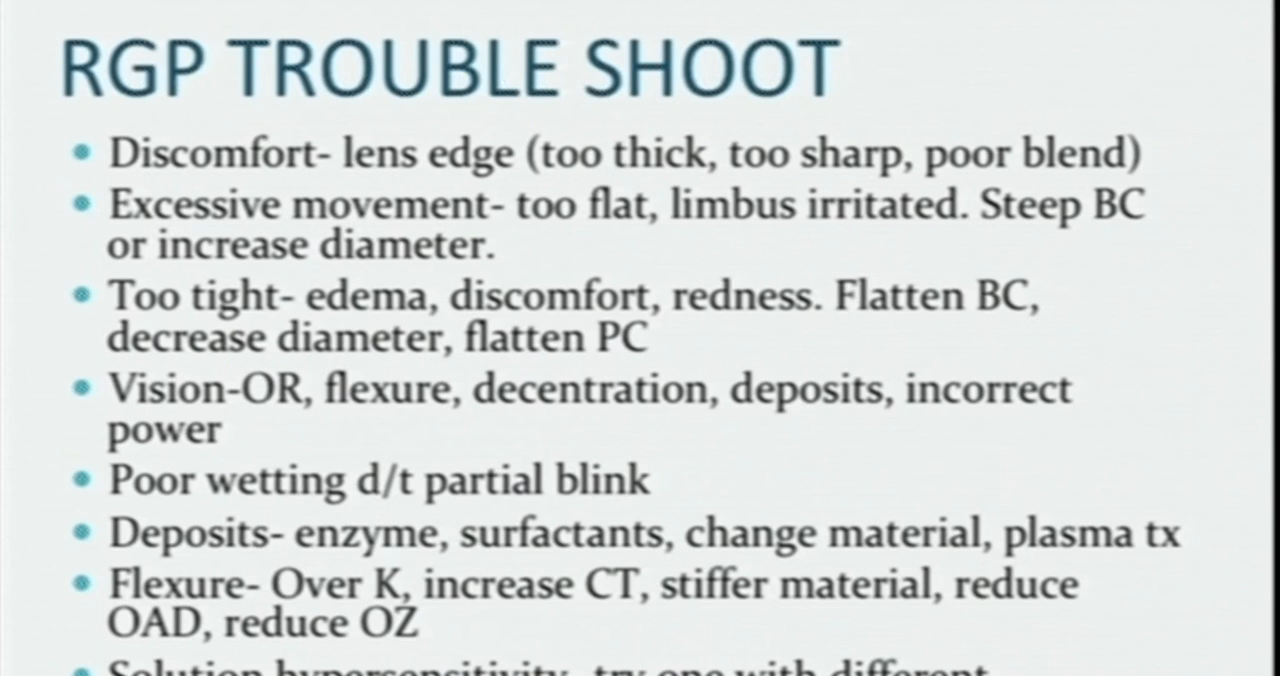 RGP TROUBLE SHOOT
• Discomfort- lens edge (too thick, too sharp, poor blend)
• Excessive movement- too flat, limbus irritated. Steep BC
or increase diameter.
• Too tight- edema, discomfort, redness. Flatten BC,
decrease diameter, flatten PC
• Vision-OR, flexure, decentration, deposits, incorrect
power
• Poor wetting d/t partial blink
• Deposits- enzyme, surfactants, change material, plasma tx
• Flexure- Over K, increase CT, stiffer material, reduce
OAD, reduce OZ
• Solution hypersensitivity- try one with different